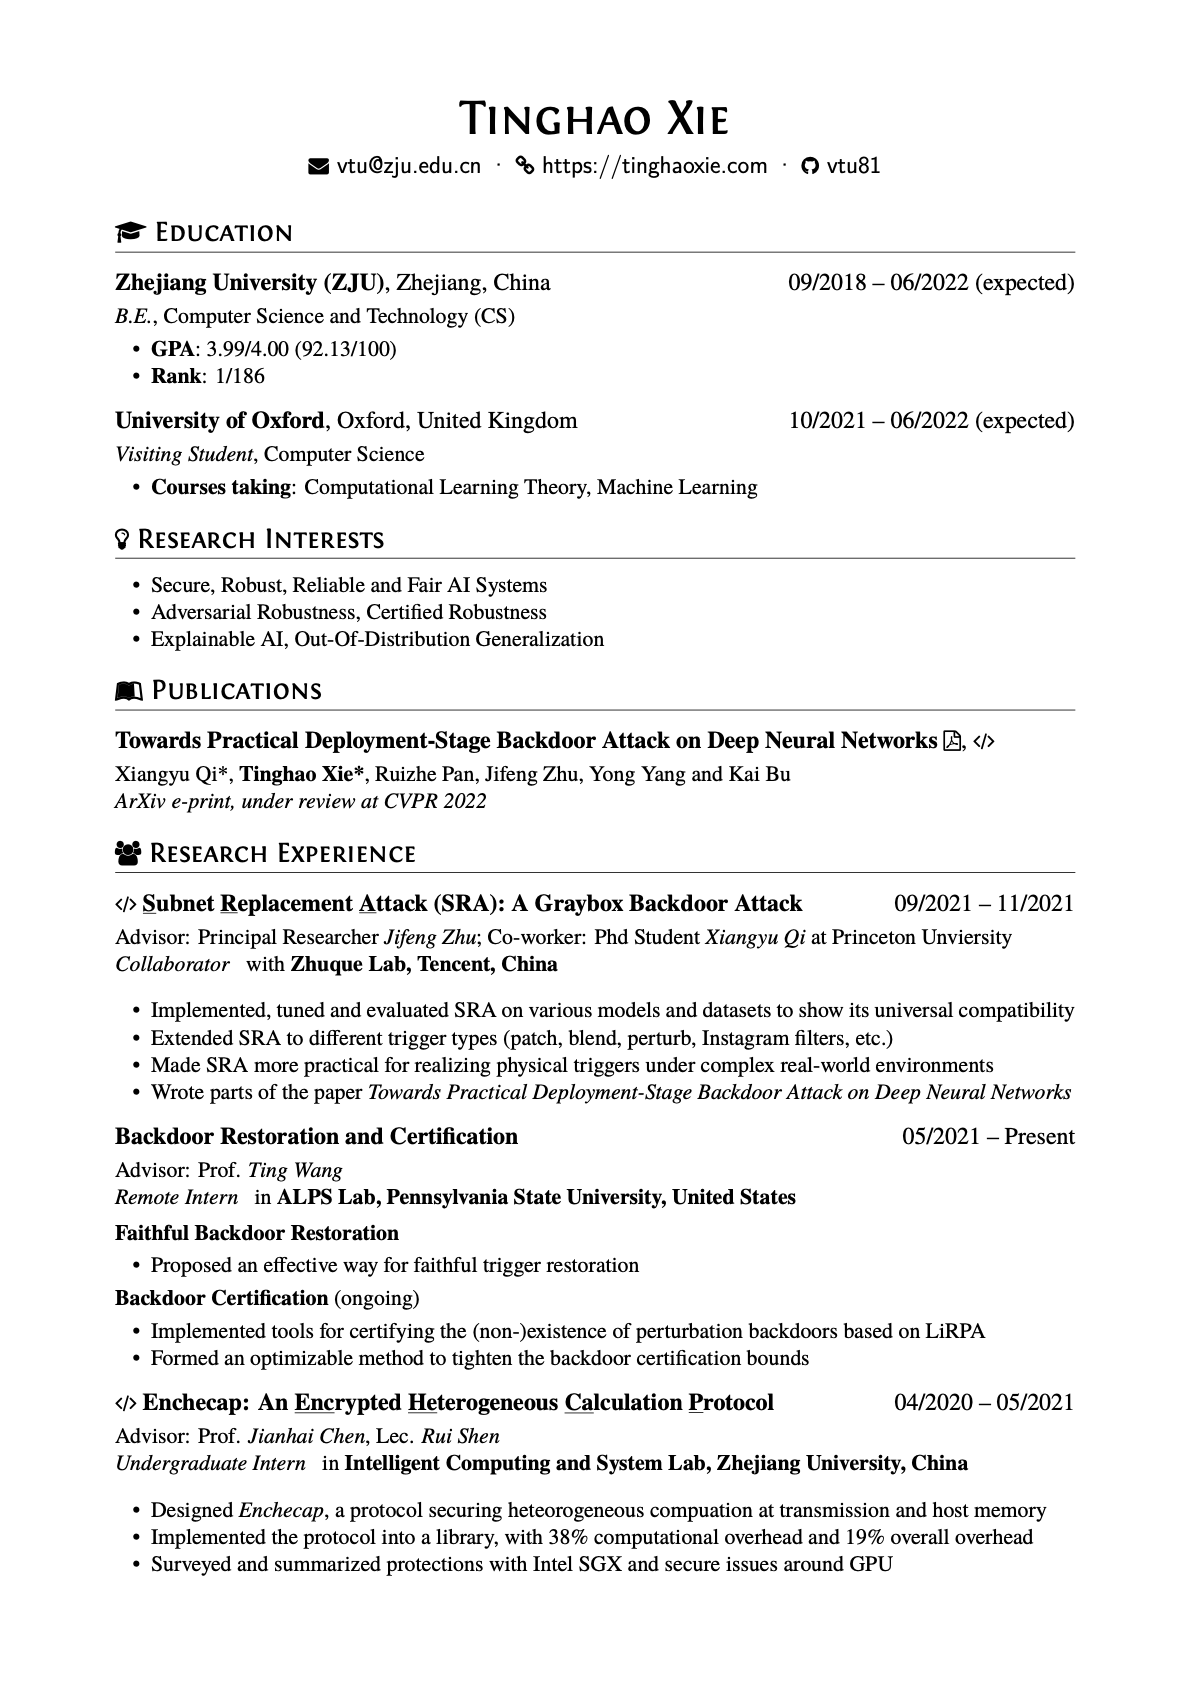 Tinghao Xie
vtu@zju.edu.cn · https://tinghaoxie.com · vtu81
Education
Zhejiang University (ZJU), Zhejiang, China 09/2018 – 06/2022 (expected)
B.E., Computer Science and Technology (CS)
• GPA: 3.99/4.00 (92.13/100)
• Rank: 1/186
University of Oxford, Oxford, United Kingdom 10/2021 – 06/2022 (expected)
Visiting Student, Computer Science
• Courses taking: Computational Learning Theory, Machine Learning
Research Interests
• Secure, Robust, Reliable and Fair AI Systems
• Adversarial Robustness, Certified Robustness
• Explainable AI, Out-Of-Distribution Generalization
Publications
Towards Practical Deployment-Stage Backdoor Attack on Deep Neural Networks , </>
Xiangyu Qi*, Tinghao Xie*, Ruizhe Pan, Jifeng Zhu, Yong Yang and Kai Bu
ArXiv e-print, under review at CVPR 2022
Research Experience
</> Subnet Replacement Attack (SRA): A Graybox Backdoor Attack 09/2021 – 11/2021
Advisor: Principal Researcher Jifeng Zhu; Co-worker: Phd Student Xiangyu Qi at Princeton Unviersity
Collaborator with Zhuque Lab, Tencent, China
• Implemented, tuned and evaluated SRA on various models and datasets to show its universal compatibility
• Extended SRA to different trigger types (patch, blend, perturb, Instagram filters, etc.)
• Made SRA more practical for realizing physical triggers under complex real-world environments
• Wrote parts of the paper Towards Practical Deployment-Stage Backdoor Attack on Deep Neural Networks
Backdoor Restoration and Certification 05/2021 – Present
Advisor: Prof. Ting Wang
Remote Intern in ALPS Lab, Pennsylvania State University, United States
Faithful Backdoor Restoration
• Proposed an effective way for faithful trigger restoration
Backdoor Certification (ongoing)
• Implemented tools for certifying the (non-)existence of perturbation backdoors based on LiRPA
• Formed an optimizable method to tighten the backdoor certification bounds
</> Enchecap: An Encrypted Heterogeneous Calculation Protocol 04/2020 – 05/2021
Advisor: Prof. Jianhai Chen, Lec. Rui Shen
Undergraduate Intern in Intelligent Computing and System Lab, Zhejiang University, China
• Designed Enchecap, a protocol securing heteorogeneous compuation at transmission and host memory
• Implemented the protocol into a library, with 38% computational overhead and 19% overall overhead
• Surveyed and summarized protections with Intel SGX and secure issues around GPU